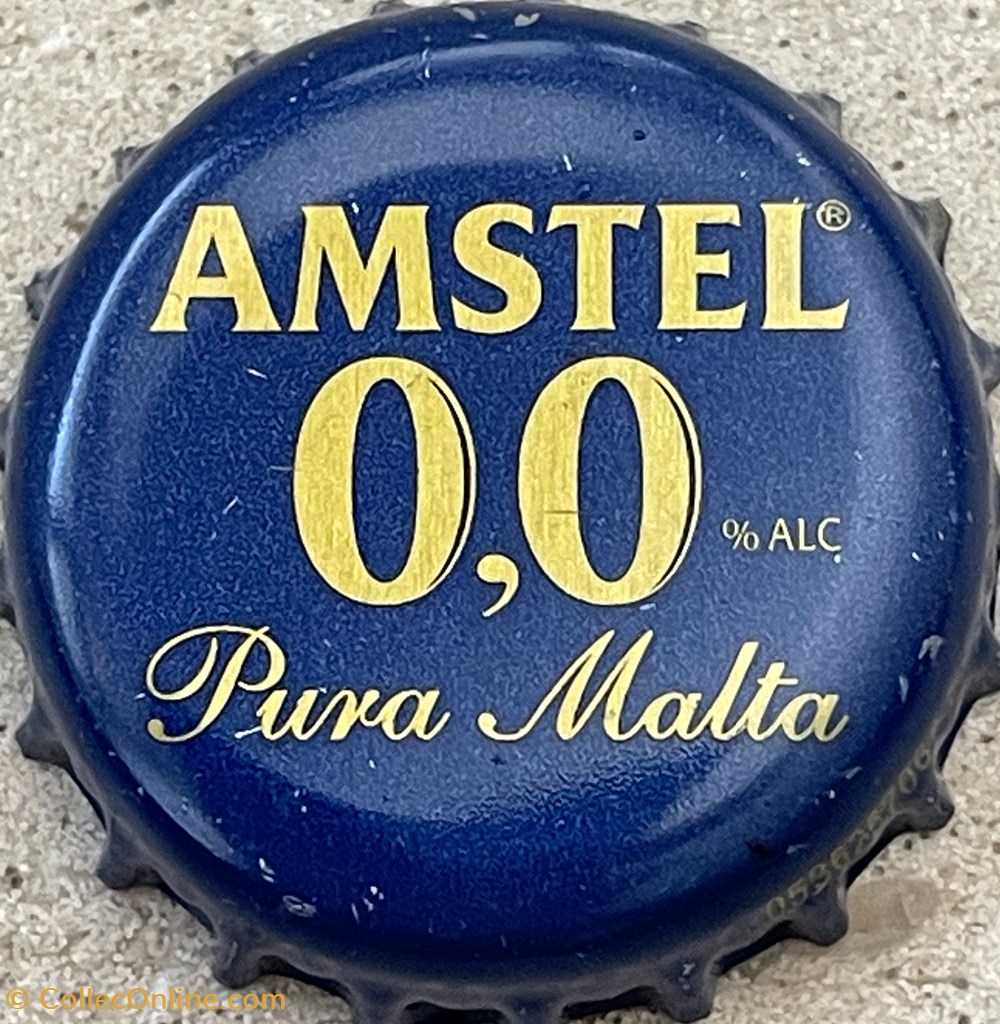 AMSTEL®
0,0 % ALC
Pura Malta
© CollecOnline.com